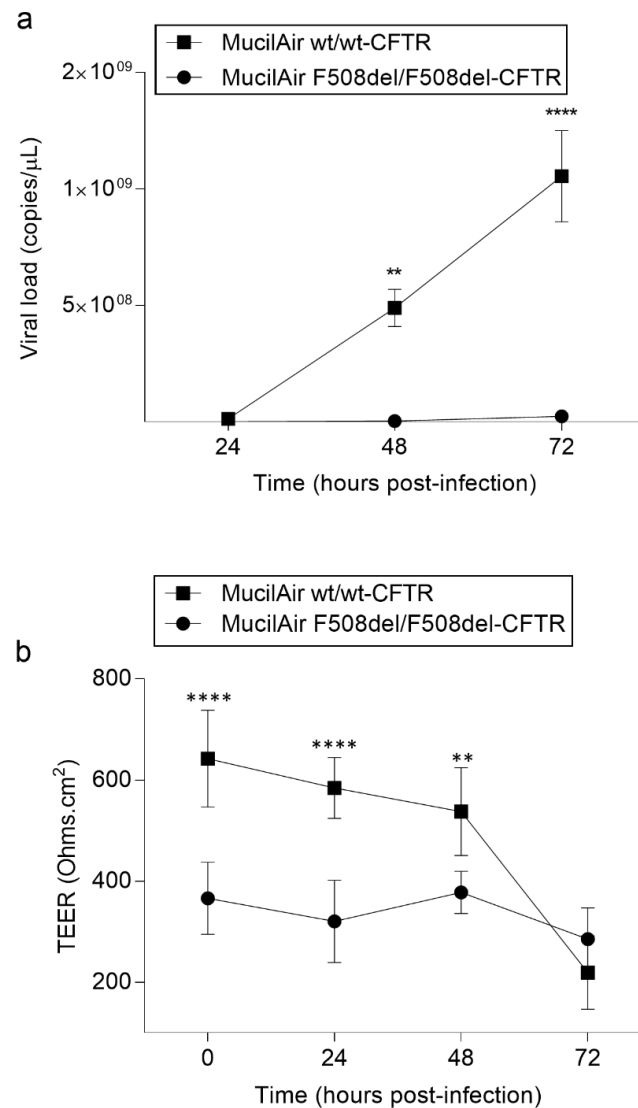 a
MucilAir wt/wt-CFTR
MucilAir F508del/F508del-CFTR
2×10⁰⁹
1×10⁰⁹
5×10⁰⁸
Viral load (copies/µL)
**
****
24 48 72
Time (hours post-infection)
MucilAir wt/wt-CFTR
MucilAir F508del/F508del-CFTR
b
800
600
400
200
TEER (Ohms.cm²)
**** **** **
0 24 48 72
Time (hours post-infection)